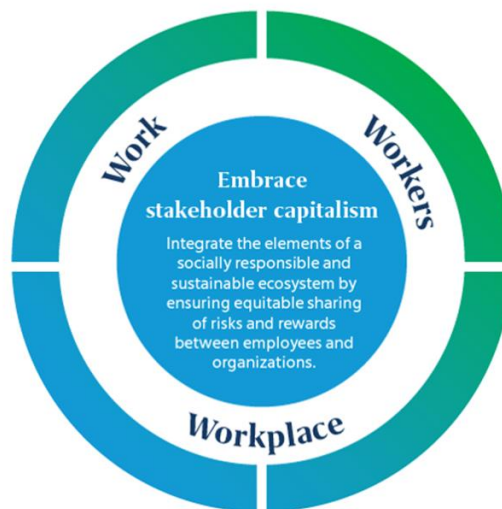 Work
Workers
Embrace
stakeholder capitalism
Integrate the elements of a
socially responsible and
sustainable ecosystem by
ensuring equitable sharing
of risks and rewards
between employees and
organizations.
Workplace